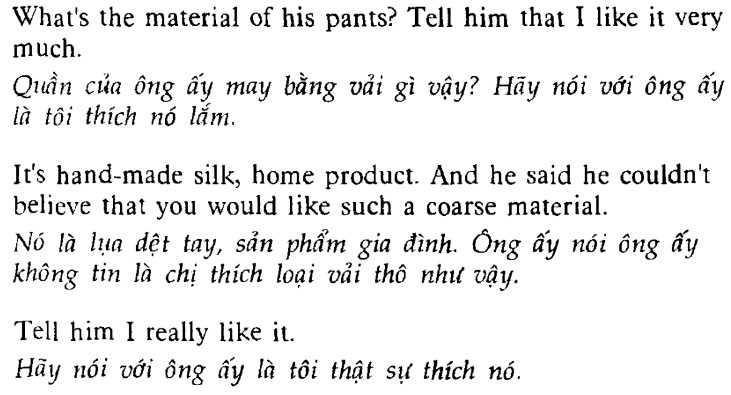 What's the material of his pants? Tell him that I like it very
much.
Quần của ông ấy may bằng vải gì vậy? Hãy nói với ông ấy
là tôi thích nó lắm.
It's hand-made silk, home product. And he said he couldn't
believe that you would like such a coarse material.
Nó là lụa dệt tay, sản phẩm gia đình. Ông ấy nói ông ấy
không tin là chị thích loại vải thô như vậy.
Tell him I really like it.
Hãy nói với ông ấy là tôi thật sự thích nó.